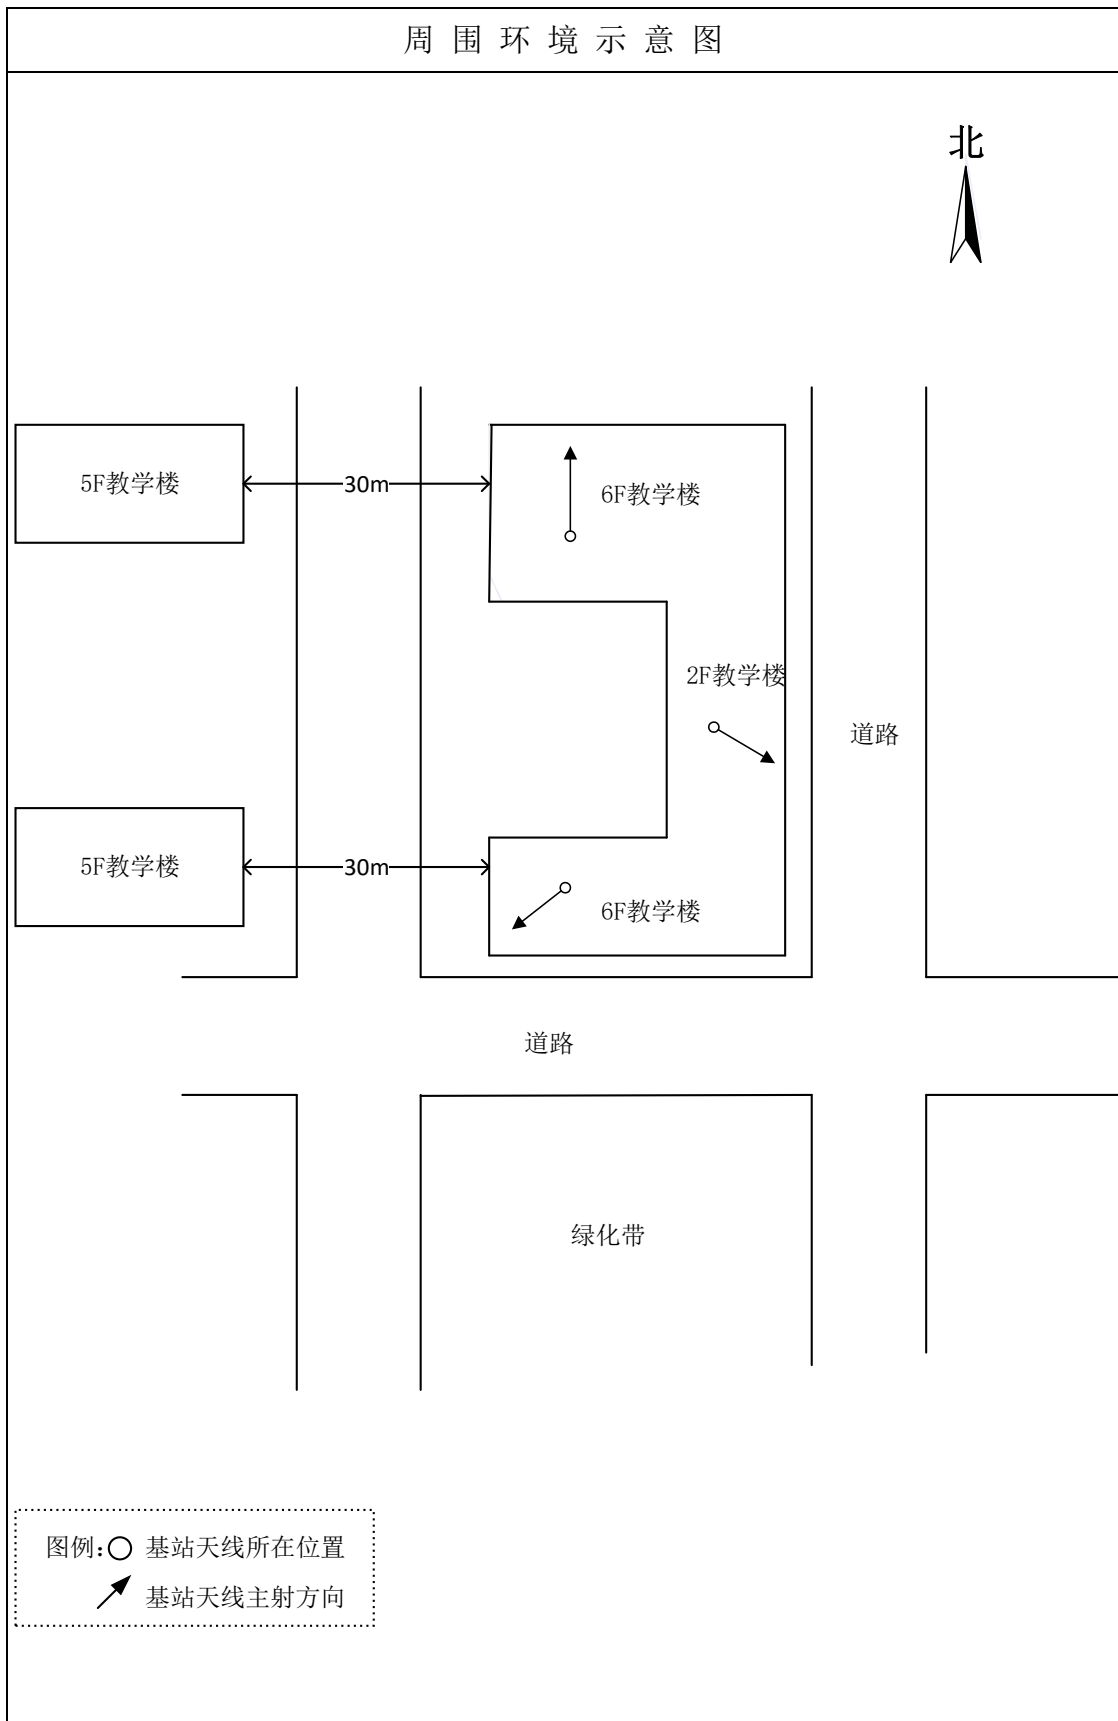 周围环境示意图
北
5F教学楼
30m
6F教学楼
2F教学楼
道路
5F教学楼
30m
6F教学楼
道路
绿化带
图例:
基站天线所在位置
基站天线主射方向